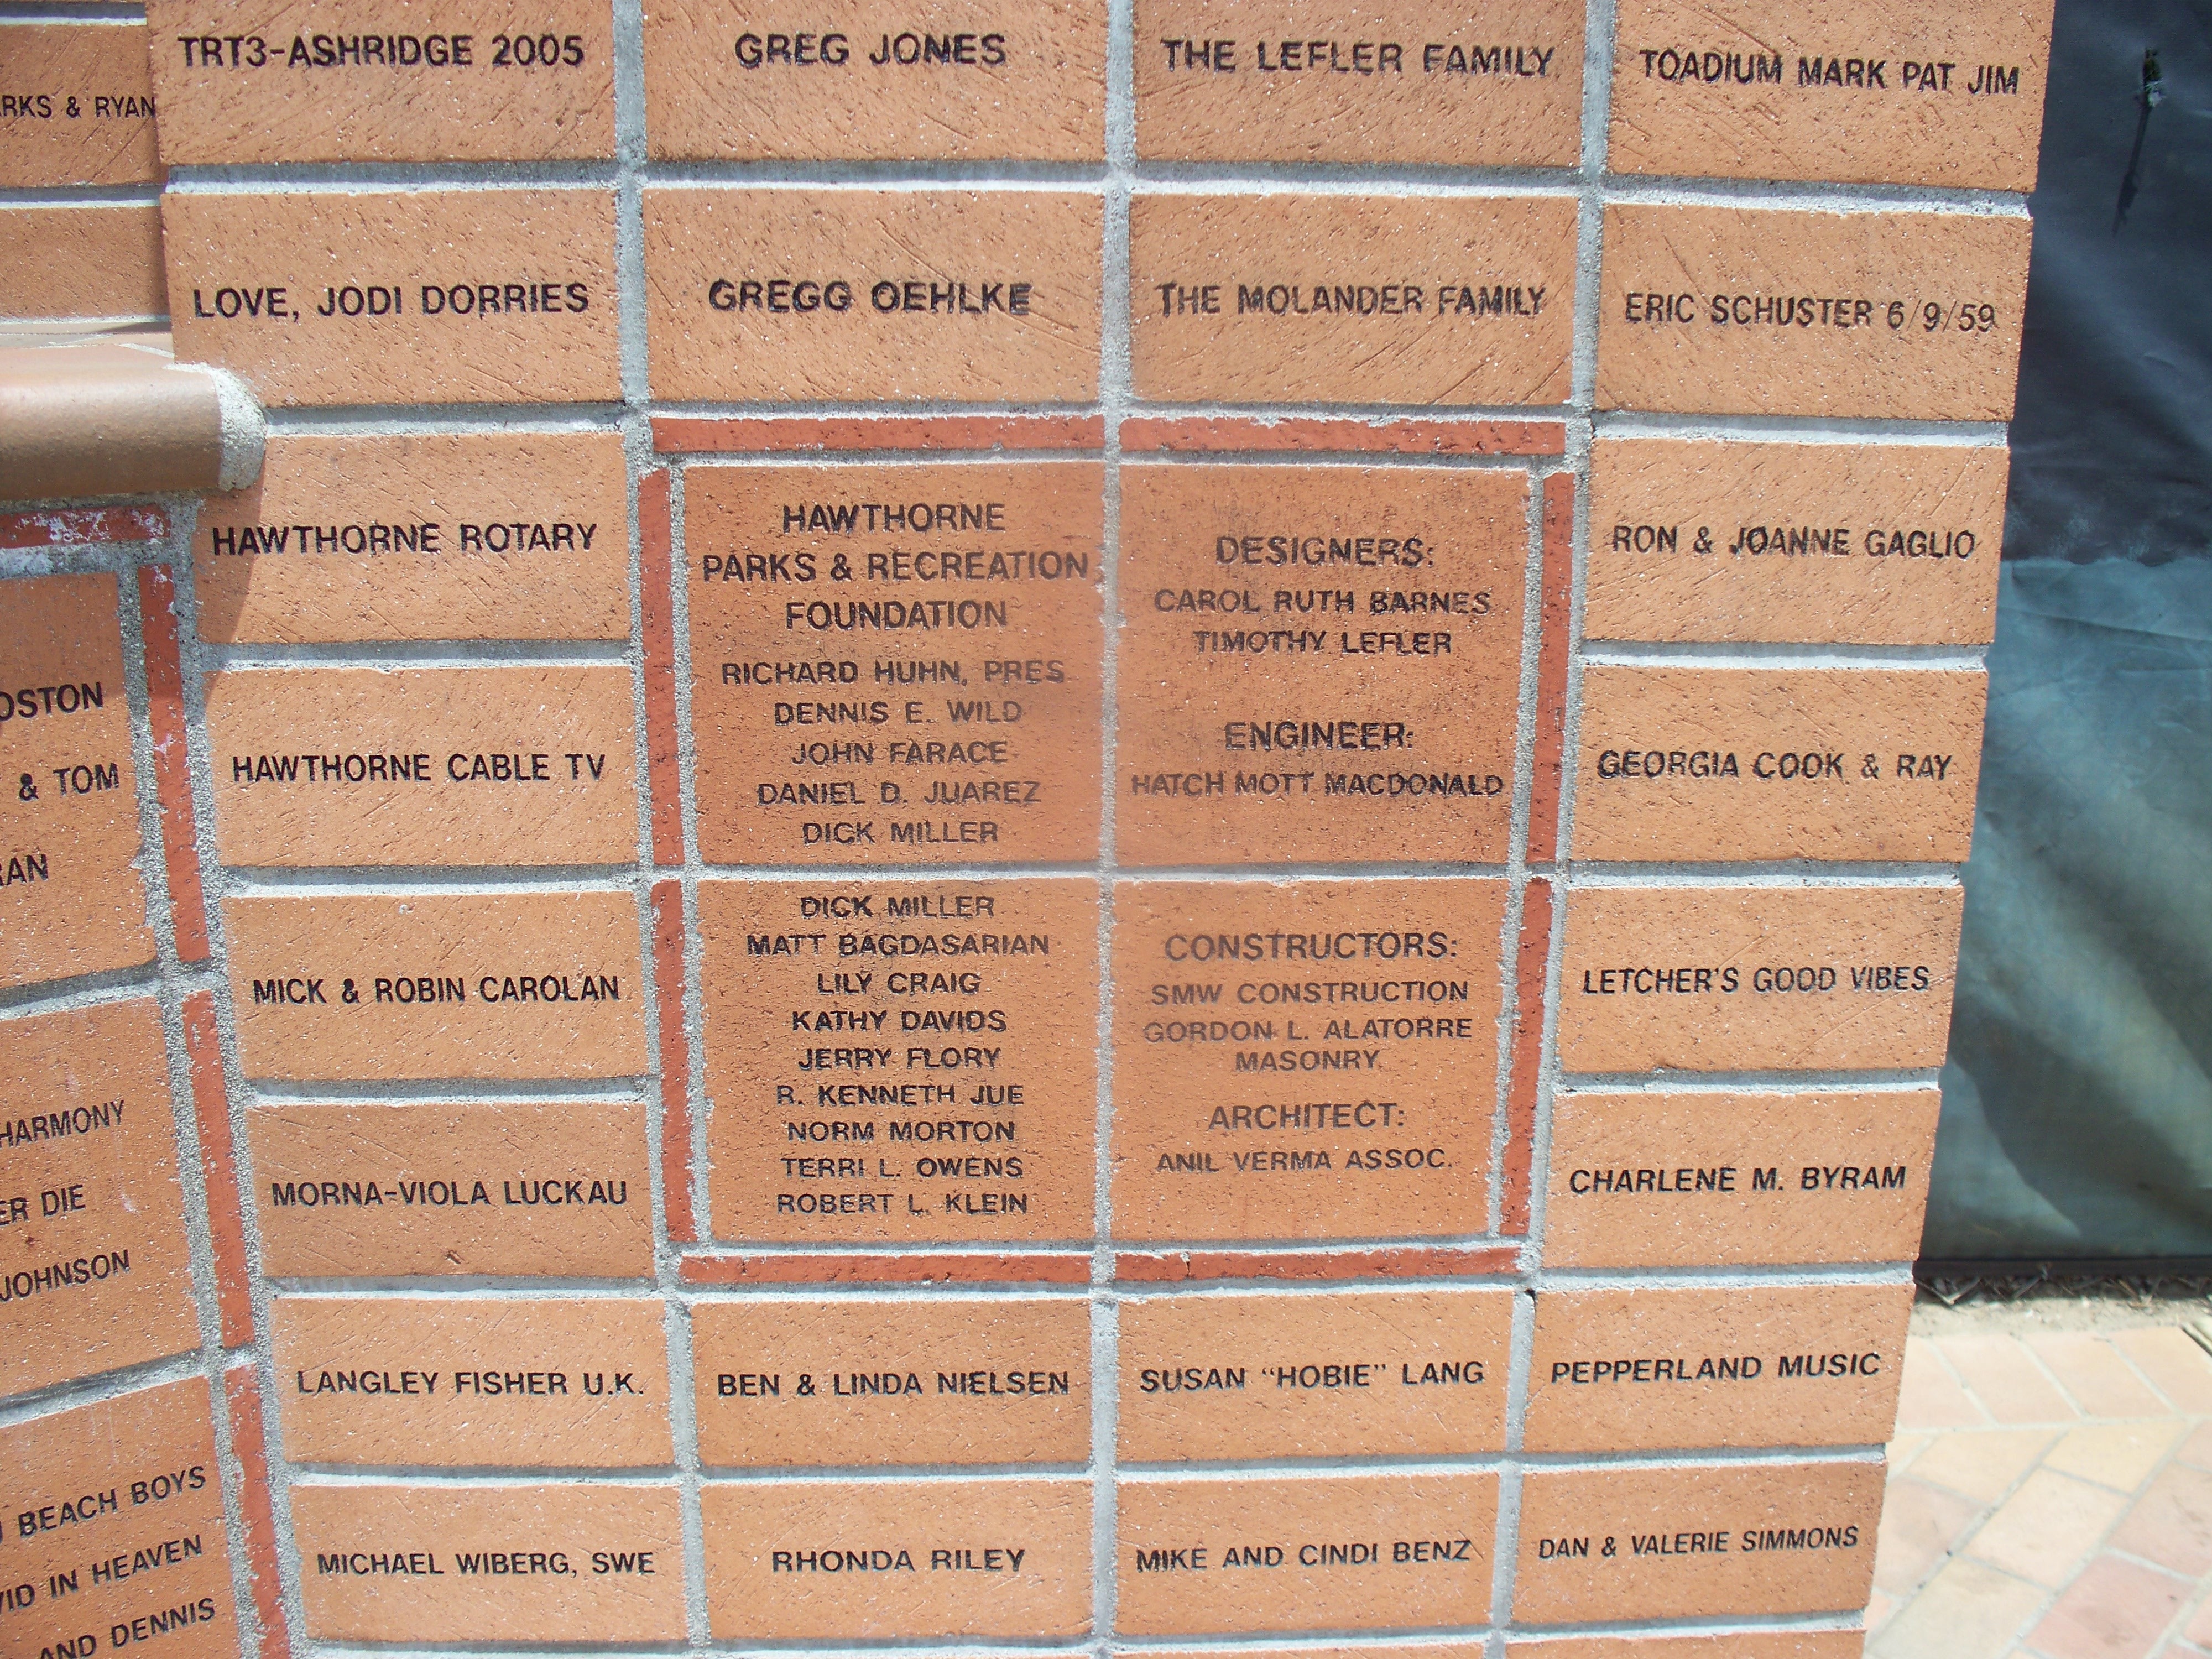 RKS & RYAN
TRT3-ASHRIDGE 2005
GREG JONES
THE LEFLER FAMILY
TOADIUM MARK PAT JIM
LOVE, JODI DORRIES
GREGG OEHLKE
THE MOLANDER FAMILY
ERIC SCHUSTER 6/9/59
HAWTHORNE ROTARY
HAWTHORNE CABLE TV
MICK & ROBIN CAROLAN
MORNA-VIOLA LUCKAU
HAWTHORNE
PARKS & RECREATION
FOUNDATION
RICHARD HUHN, PRES
DENNIS E. WILD
JOHN FARACE
DANIEL D. JUAREZ
DICK MILLER
DICK MILLER
MATT BAGDASARIAN
LILY CRAIG
KATHY DAVIDS
JERRY FLORY
R. KENNETH JUE
NORM MORTON
TERRI L. OWENS
ROBERT L. KLEIN
DESIGNERS:
CAROL RUTH BARNES
TIMOTHY LEFLER
ENGINEER:
HATCH MOTT MACDONALD
CONSTRUCTORS:
SMW CONSTRUCTION
GORDON L. ALATORRE
MASONRY
ARCHITECT:
ANIL VERMA ASSOC.
RON & JOANNE GAGLIO
GEORGIA COOK & RAY
LETCHER'S GOOD VIBES
CHARLENE M. BYRAM
LANGLEY FISHER U.K.
BEN & LINDA NIELSEN
SUSAN "HOBIE" LANG
PEPPERLAND MUSIC
MICHAEL WIBERG, SWE
RHONDA RILEY
MIKE AND CINDI BENZ
DAN & VALERIE SIMMONS
OSTON
& TOM
RAN
HARMONY
ER DIE
JOHNSON
BEACH BOYS
VID IN HEAVEN
AND DENNIS